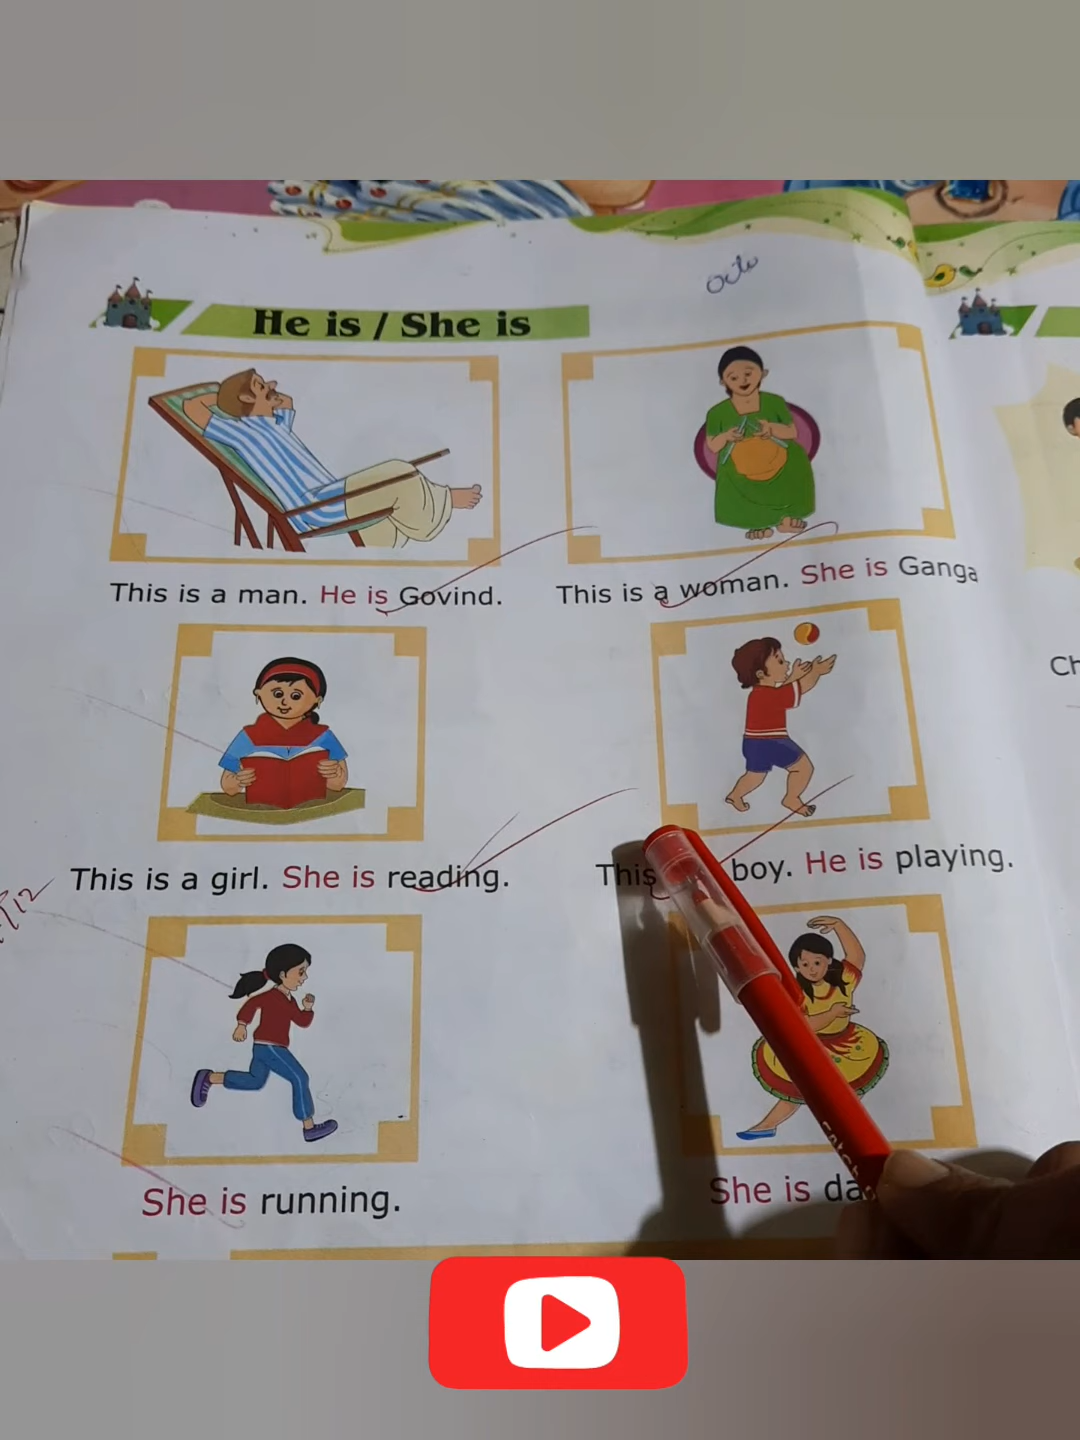 He is / She is
This is a man. He is Govind.
This is a woman. She is Ganga
This is a girl. She is reading.
This boy. He is playing.
She is running.
She is
Ch